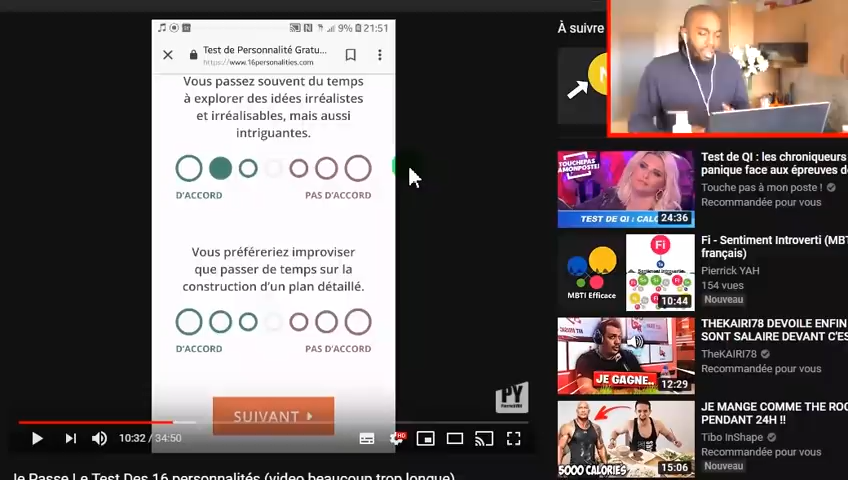 9% 21:51
Test de Personnalité Gratu...
https://www.16personalities.com
Vous passez souvent du temps
à explorer des idées irréalistes
et irréalisables, mais aussi
intriguantes.
D'ACCORD PAS D'ACCORD
Vous préféreriez improviser
que passer de temps sur la
construction d'un plan détaillé.
D'ACCORD PAS D'ACCORD
SUIVANT
PY
10:32 / 34:50
HD
Je Passe Le Test Des 16 personnalités (video beaucoup trop longue)
À suivre
TOUCHE PAS
À MON POSTE!
TEST DE QI : CALC
24:36
Test de QI : les chroniqueurs
panique face aux épreuves de
Touche pas à mon poste !
Recommandée pour vous
MBTI Efficace
Fi
Sentiment Introverti
10:44
Fi - Sentiment Introverti (MBT
français)
Pierrick YAH
154 vues
Nouveau
JE GAGNE..
12:29
THEKAIRI78 DEVOILE ENFIN
SONT SALAIRE DEVANT C'ES
TheKAIRI78
Recommandée pour vous
5000 CALORIES
15:06
JE MANGE COMME THE ROC
PENDANT 24H !!
Tibo InShape
Recommandée pour vous
Nouveau